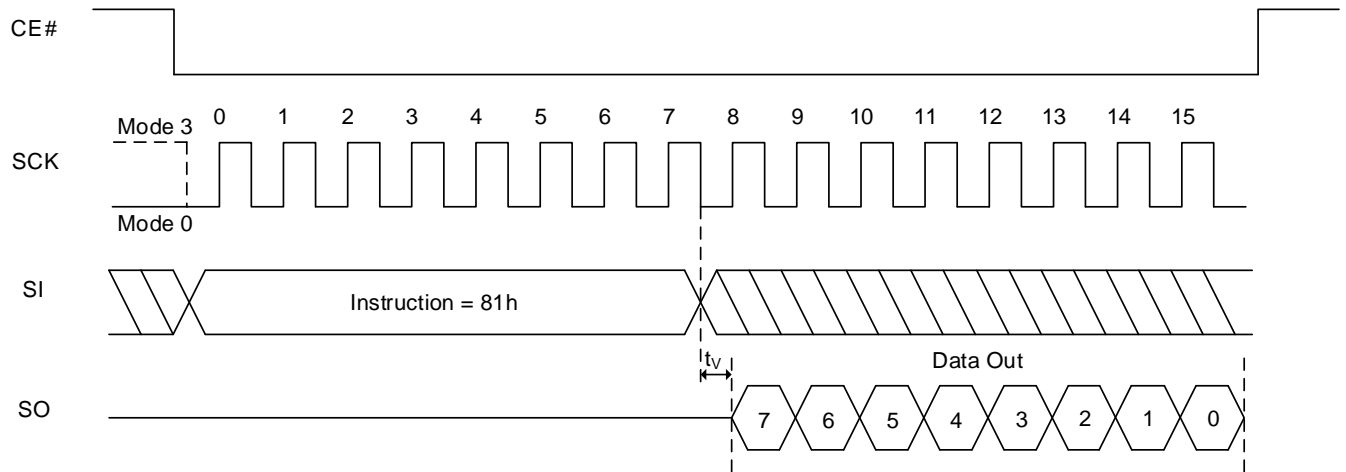 CE#
0 1 2 3 4 5 6 7 8 9 10 11 12 13 14 15
Mode 3
SCK
Mode 0
SI
Instruction = 81h
tV
Data Out
SO
7 6 5 4 3 2 1 0